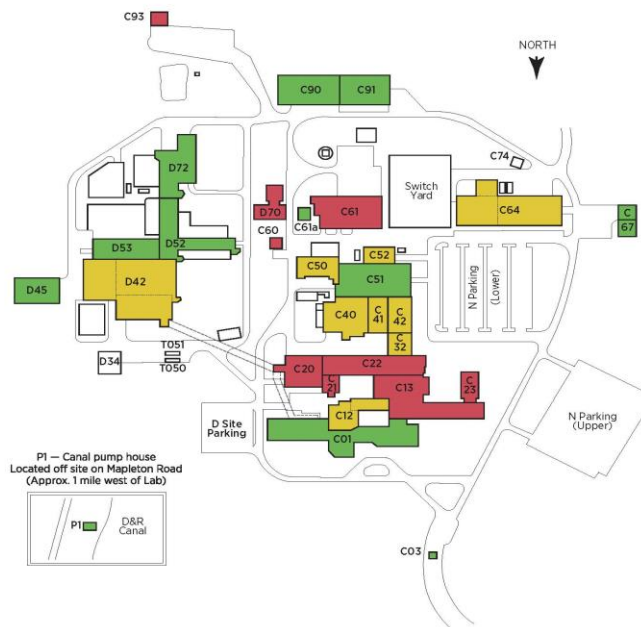 C93
NORTH
C90
C91
C74
D72
Switch
Yard
C64
D70
C61
C
67
C61a
C60
D53
D52
C50
C52
D45
D42
C51
N Parking
(Lower)
C40
C
41
C
42
C
32
T051
T050
D34
C20
C22
C
21
C13
C
23
C12
D Site
Parking
C01
N Parking
(Upper)
P1 — Canal pump house
Located off site on Mapleton Road
(Approx. 1 mile west of Lab)
P1
D&R
Canal
C03